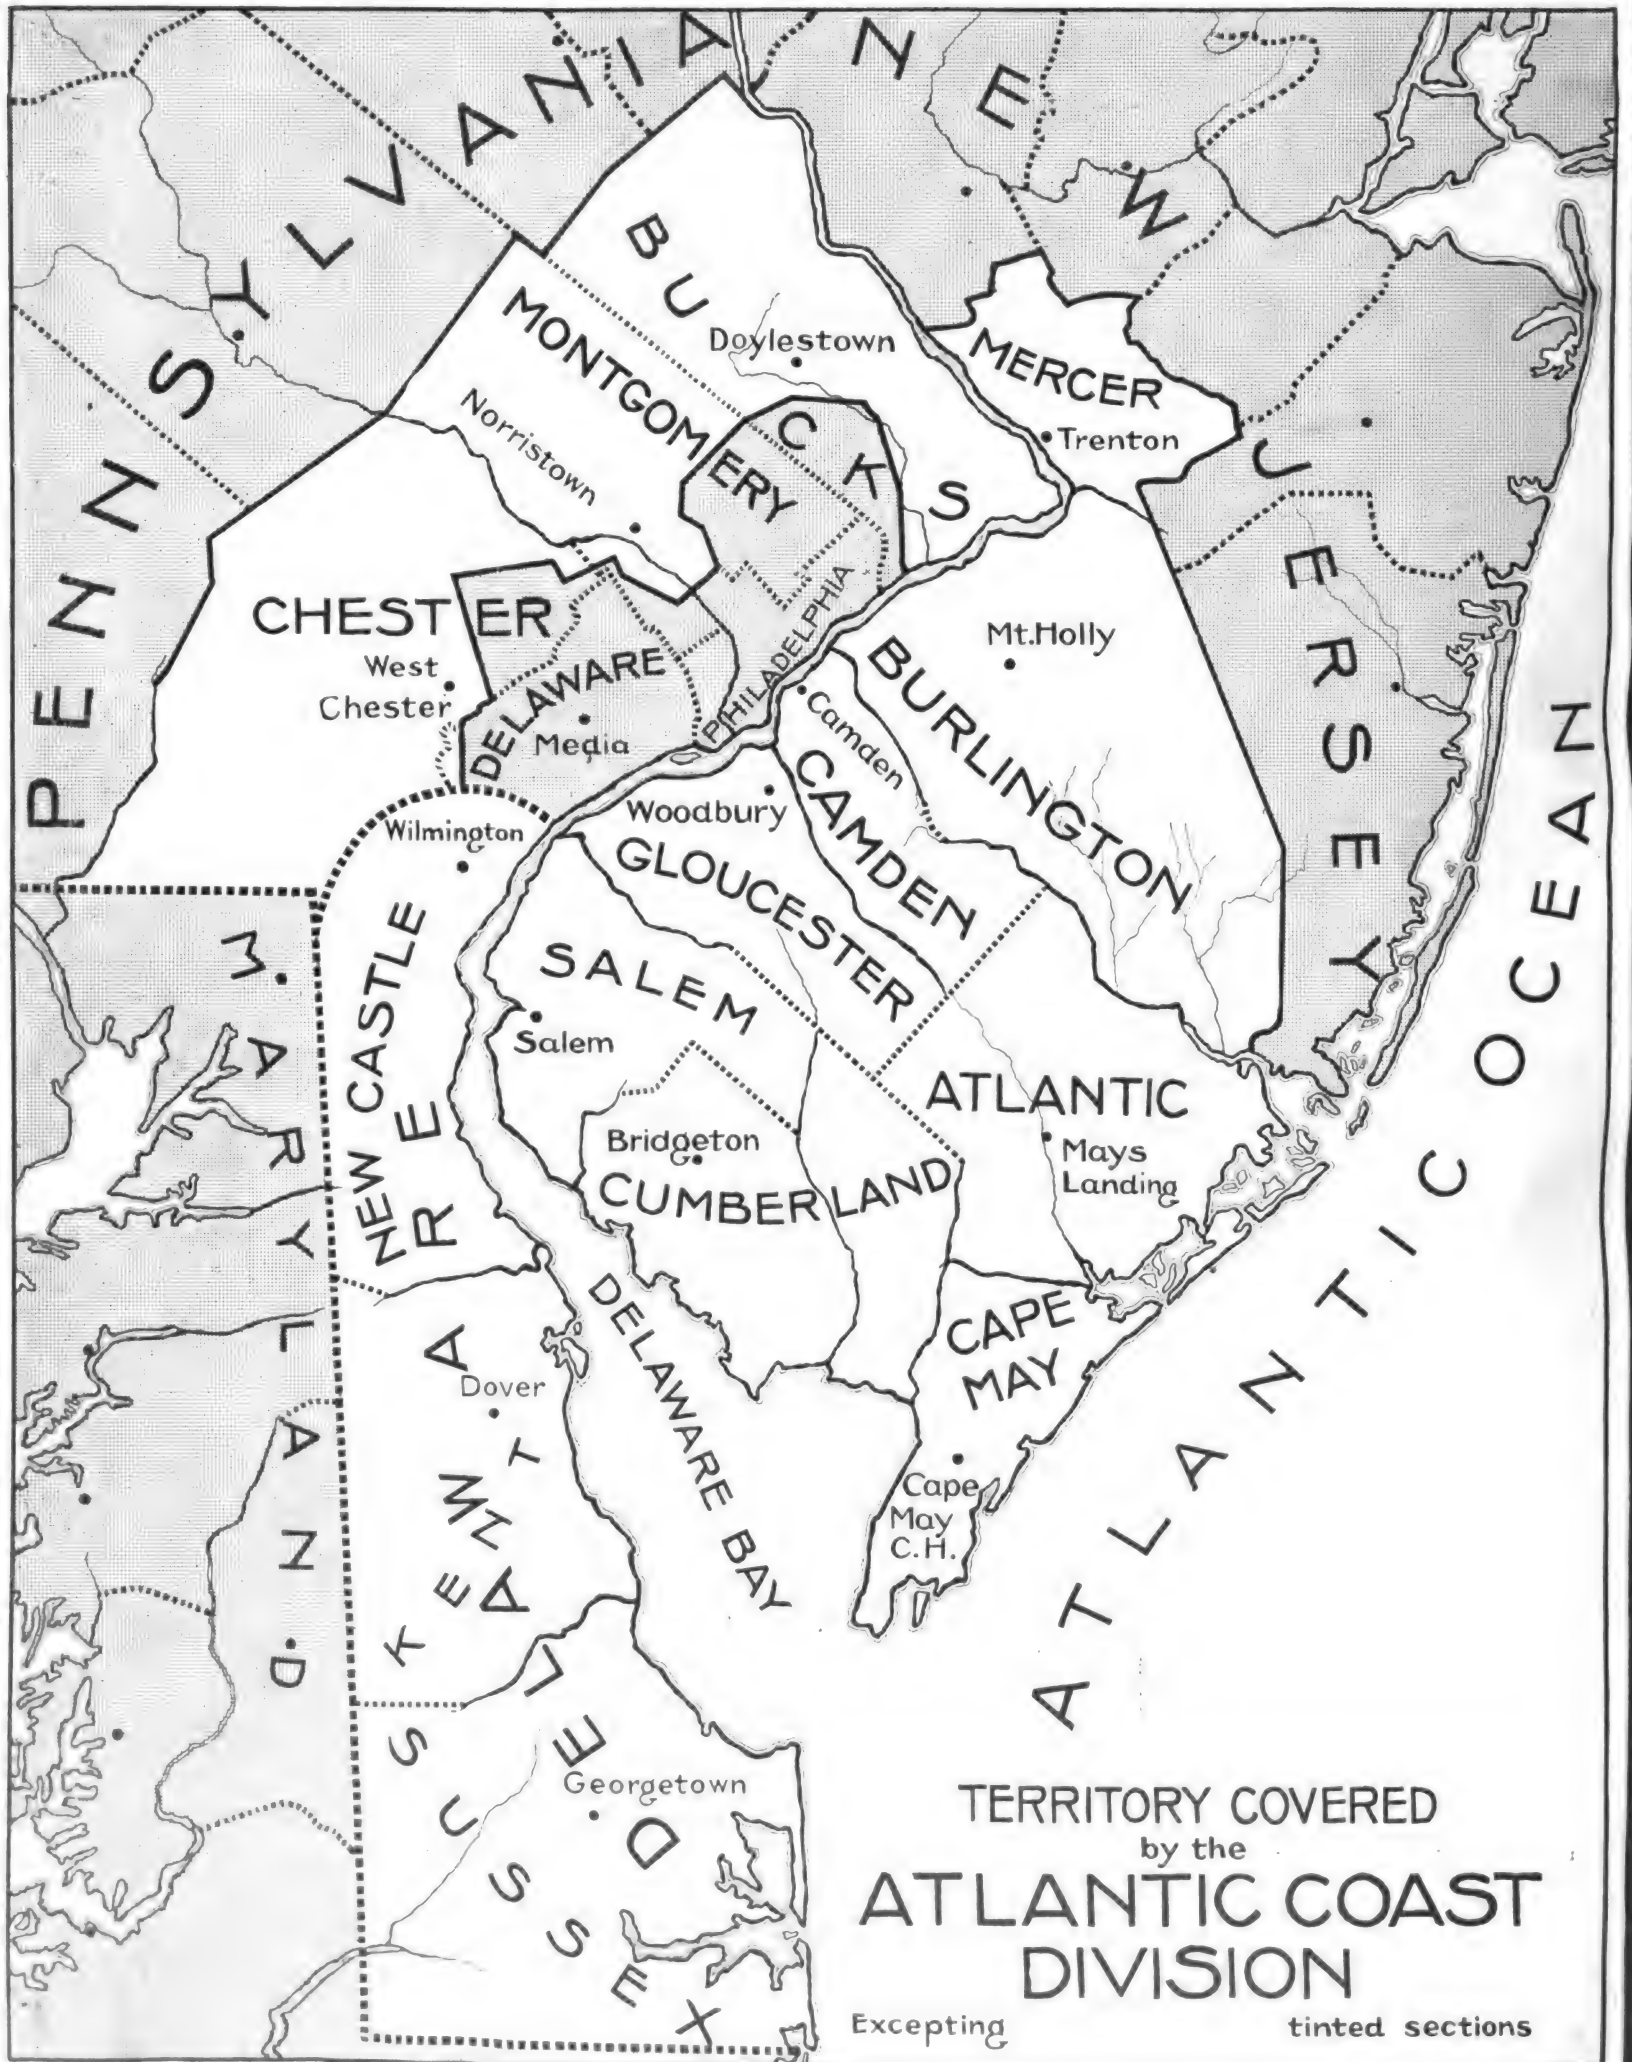 PENNSYLVANIA
NEW JERSEY
BUCKS
MONTGOMERY
Doylestown
MERCER
Norristown
Trenton
CHESTER
West
Chester
DELAWARE
Media
PHILADELPHIA
Mt. Holly
BURLINGTON
Camden
CAMDEN
Woodbury
GLOUCESTER
Wilmington
NEW CASTLE
MARYLAND
SALEM
Salem
ATLANTIC
Mays
Landing
Bridgeton
CUMBERLAND
CAPE
MAY
Cape
May
C.H.
DELAWARE BAY
DELAWARE
Dover
KENT
Georgetown
SUSSEX
ATLANTIC OCEAN
TERRITORY COVERED
by the
ATLANTIC COAST
DIVISION
Excepting tinted sections